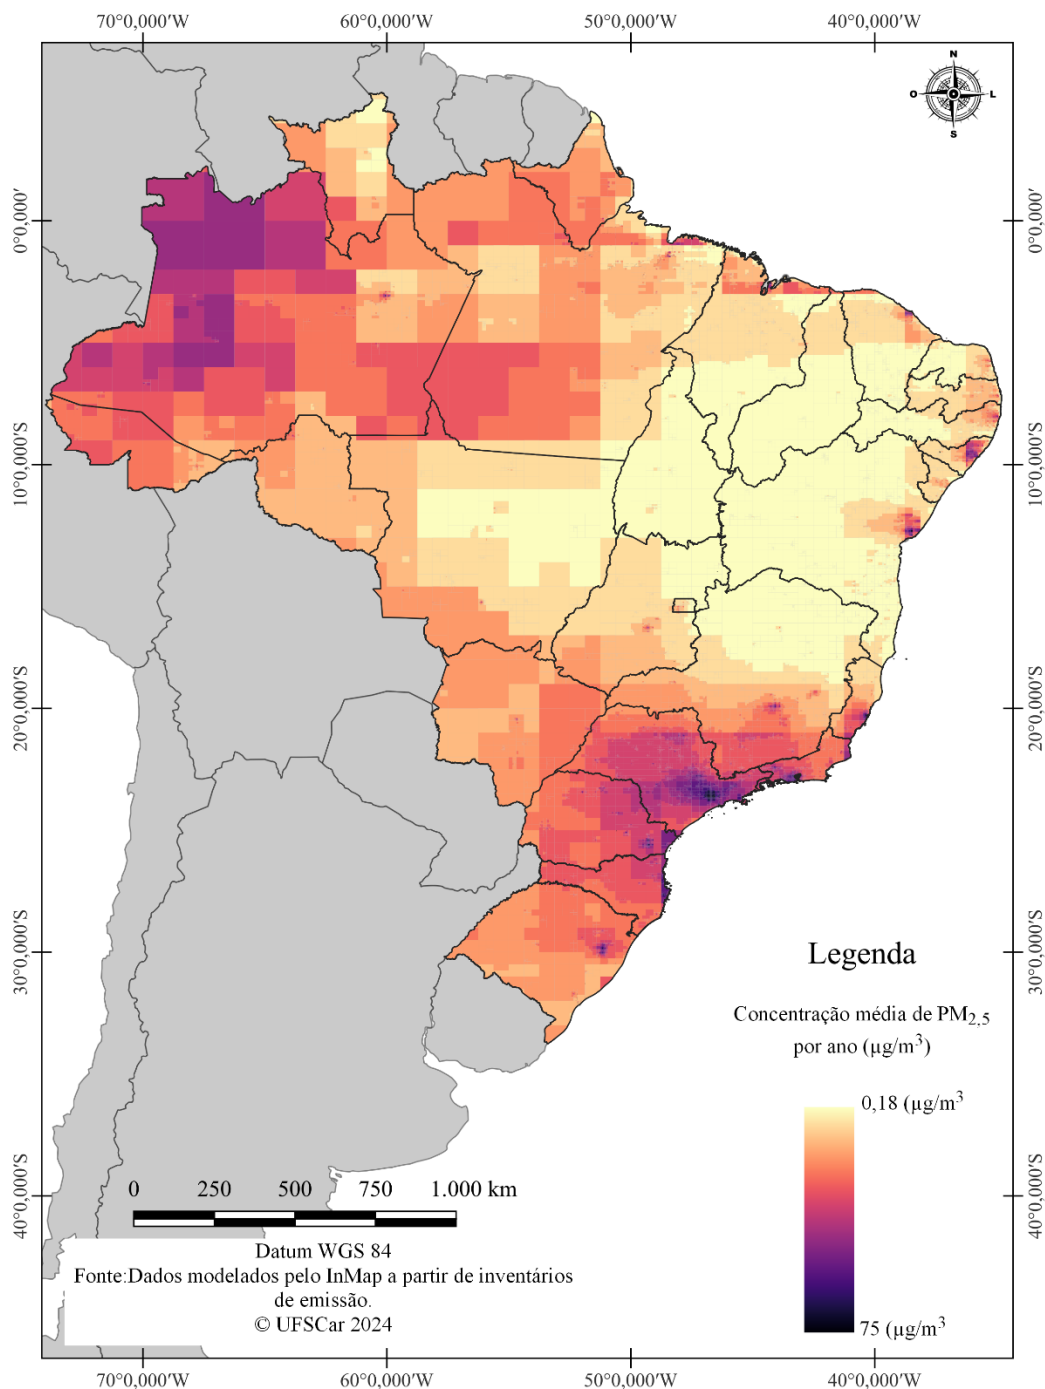 70°0,000′W 60°0,000′W 50°0,000′W 40°0,000′W
N
O L
S
0°0,000′ 0°0,000′
10°0,000′S 10°0,000′S
20°0,000′S 20°0,000′S
30°0,000′S 30°0,000′S
40°0,000′S 40°0,000′S
Legenda
Concentração média de PM2,5
por ano (µg/m³)
0,18 (µg/m³
75 (µg/m³
0 250 500 750 1.000 km
Datum WGS 84
Fonte:Dados modelados pelo InMap a partir de inventários
de emissão.
© UFSCar 2024
70°0,000′W 60°0,000′W 50°0,000′W 40°0,000′W